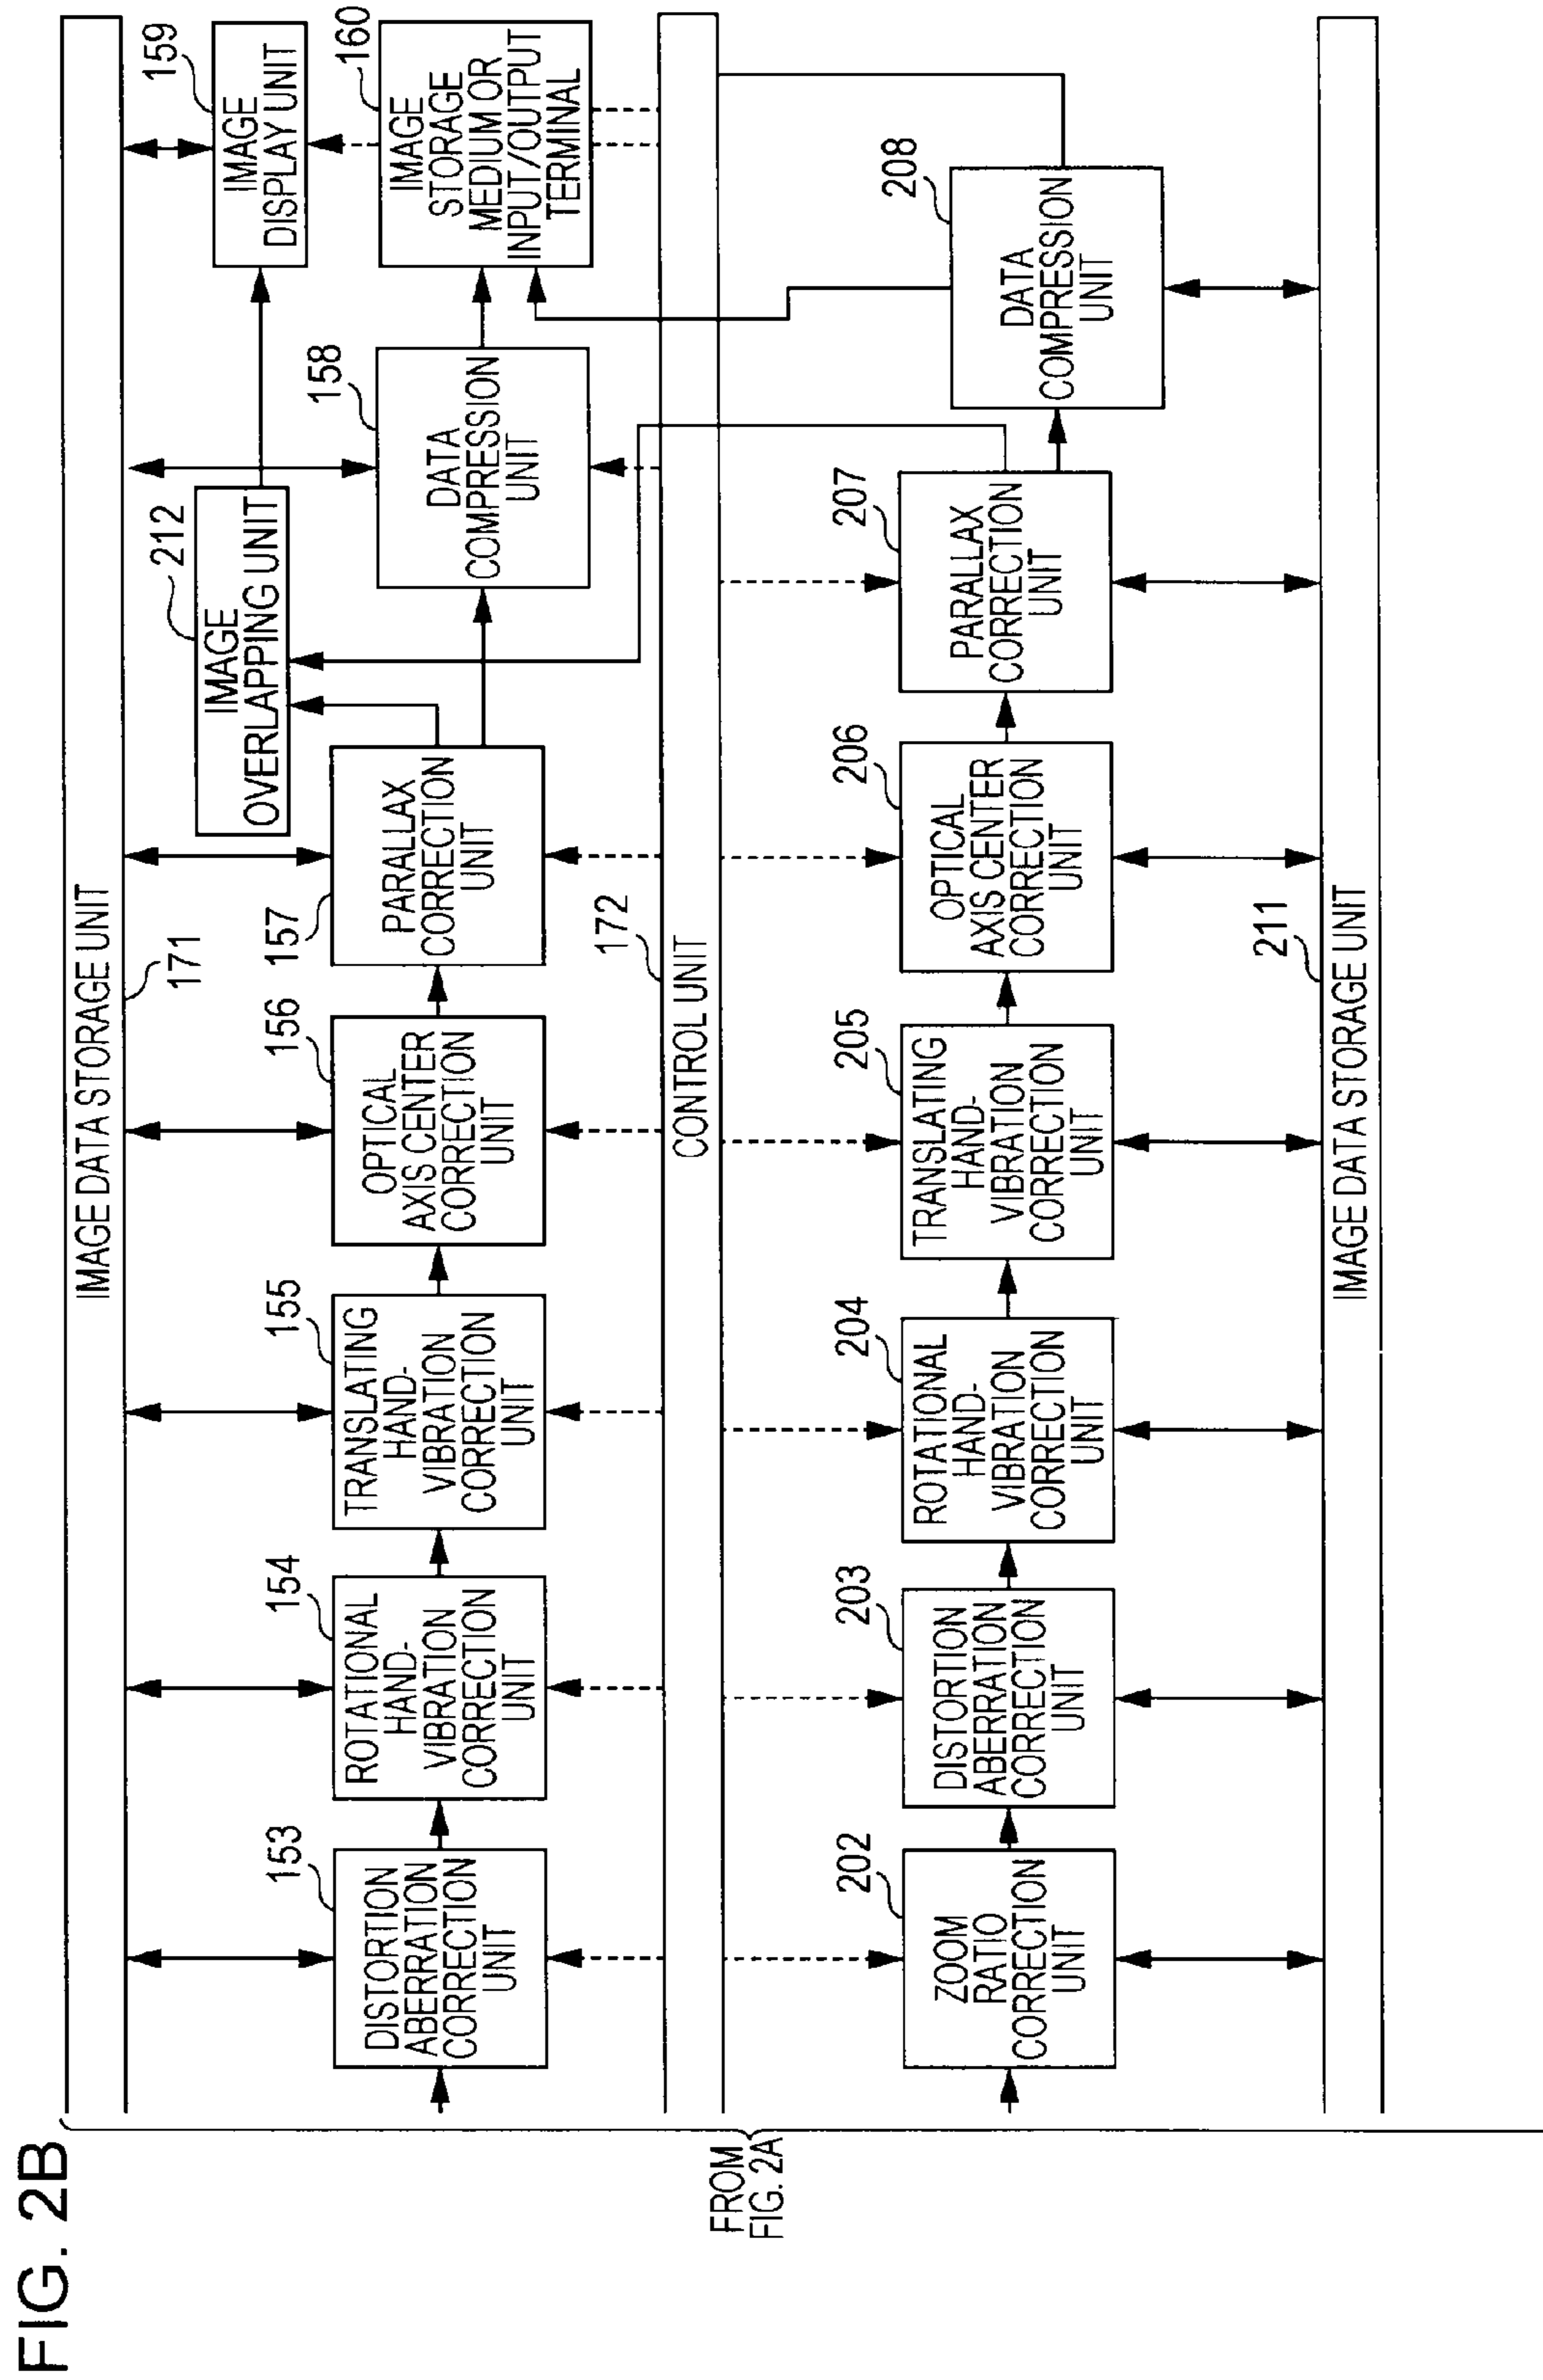 FIG. 2B
FROM
FIG. 2A
IMAGE DATA STORAGE UNIT
171
212
IMAGE
OVERLAPPING UNIT
159
IMAGE
DISPLAY UNIT
153
DISTORTION
ABERRATION
CORRECTION
UNIT
154
ROTATIONAL
HAND-
VIBRATION
CORRECTION
UNIT
155
TRANSLATING
HAND-
VIBRATION
CORRECTION
UNIT
156
OPTICAL
AXIS CENTER
CORRECTION
UNIT
157
PARALLAX
CORRECTION
UNIT
158
DATA
COMPRESSION
UNIT
160
IMAGE
STORAGE
MEDIUM OR
INPUT/OUTPUT
TERMINAL
172
CONTROL UNIT
202
ZOOM
RATIO
CORRECTION
UNIT
203
DISTORTION
ABERRATION
CORRECTION
UNIT
204
ROTATIONAL
HAND-
VIBRATION
CORRECTION
UNIT
205
TRANSLATING
HAND-
VIBRATION
CORRECTION
UNIT
206
OPTICAL
AXIS CENTER
CORRECTION
UNIT
207
PARALLAX
CORRECTION
UNIT
208
DATA
COMPRESSION
UNIT
211
IMAGE DATA STORAGE UNIT